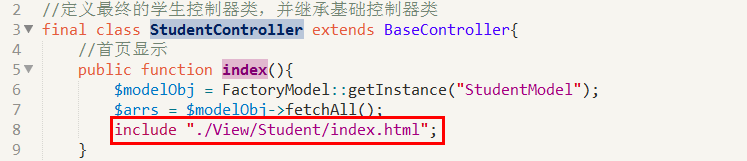 2 //定义最终的学生控制器类，并继承基础控制器类
3 final class StudentController extends BaseController{
4 //首页显示
5 public function index(){
6 $modelObj = FactoryModel::getInstance("StudentModel");
7 $arrs = $modelObj->fetchAll();
8 include "./View/Student/index.html";
9 }